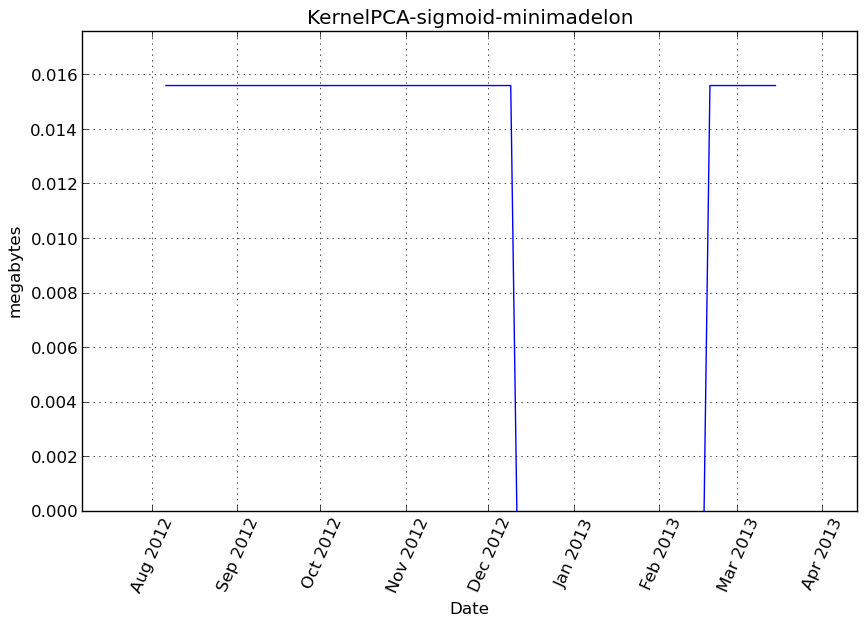 KernelPCA-sigmoid-minimadelon
0.016
0.014
0.012
0.010
0.008
0.006
0.004
0.002
0.000
megabytes
Aug 2012
Sep 2012
Oct 2012
Nov 2012
Dec 2012
Jan 2013
Feb 2013
Mar 2013
Apr 2013
Date